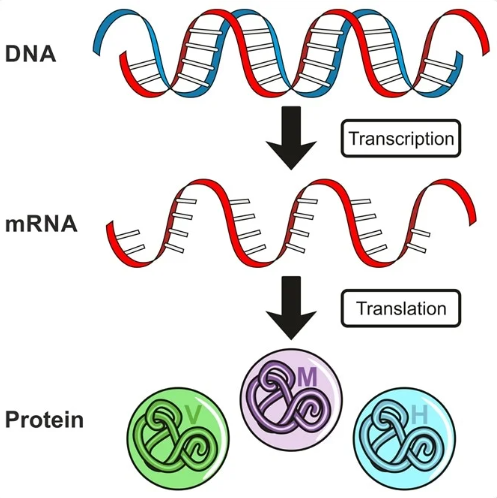 DNA
Transcription
mRNA
Translation
M
Protein
V
H